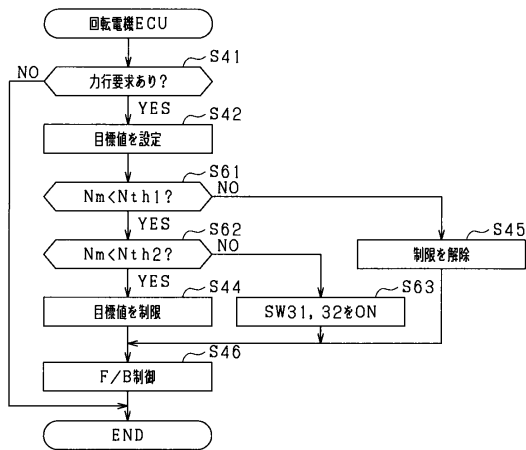 回転電機ECU
S41
NO
力行要求あり?
YES
S42
目標値を設定
S61
Nm<Nth1?
NO
YES
S62
Nm<Nth2?
NO
S45
制限を解除
YES
S44
目標値を制限
S63
SW31, 32をON
S46
F/B制御
END